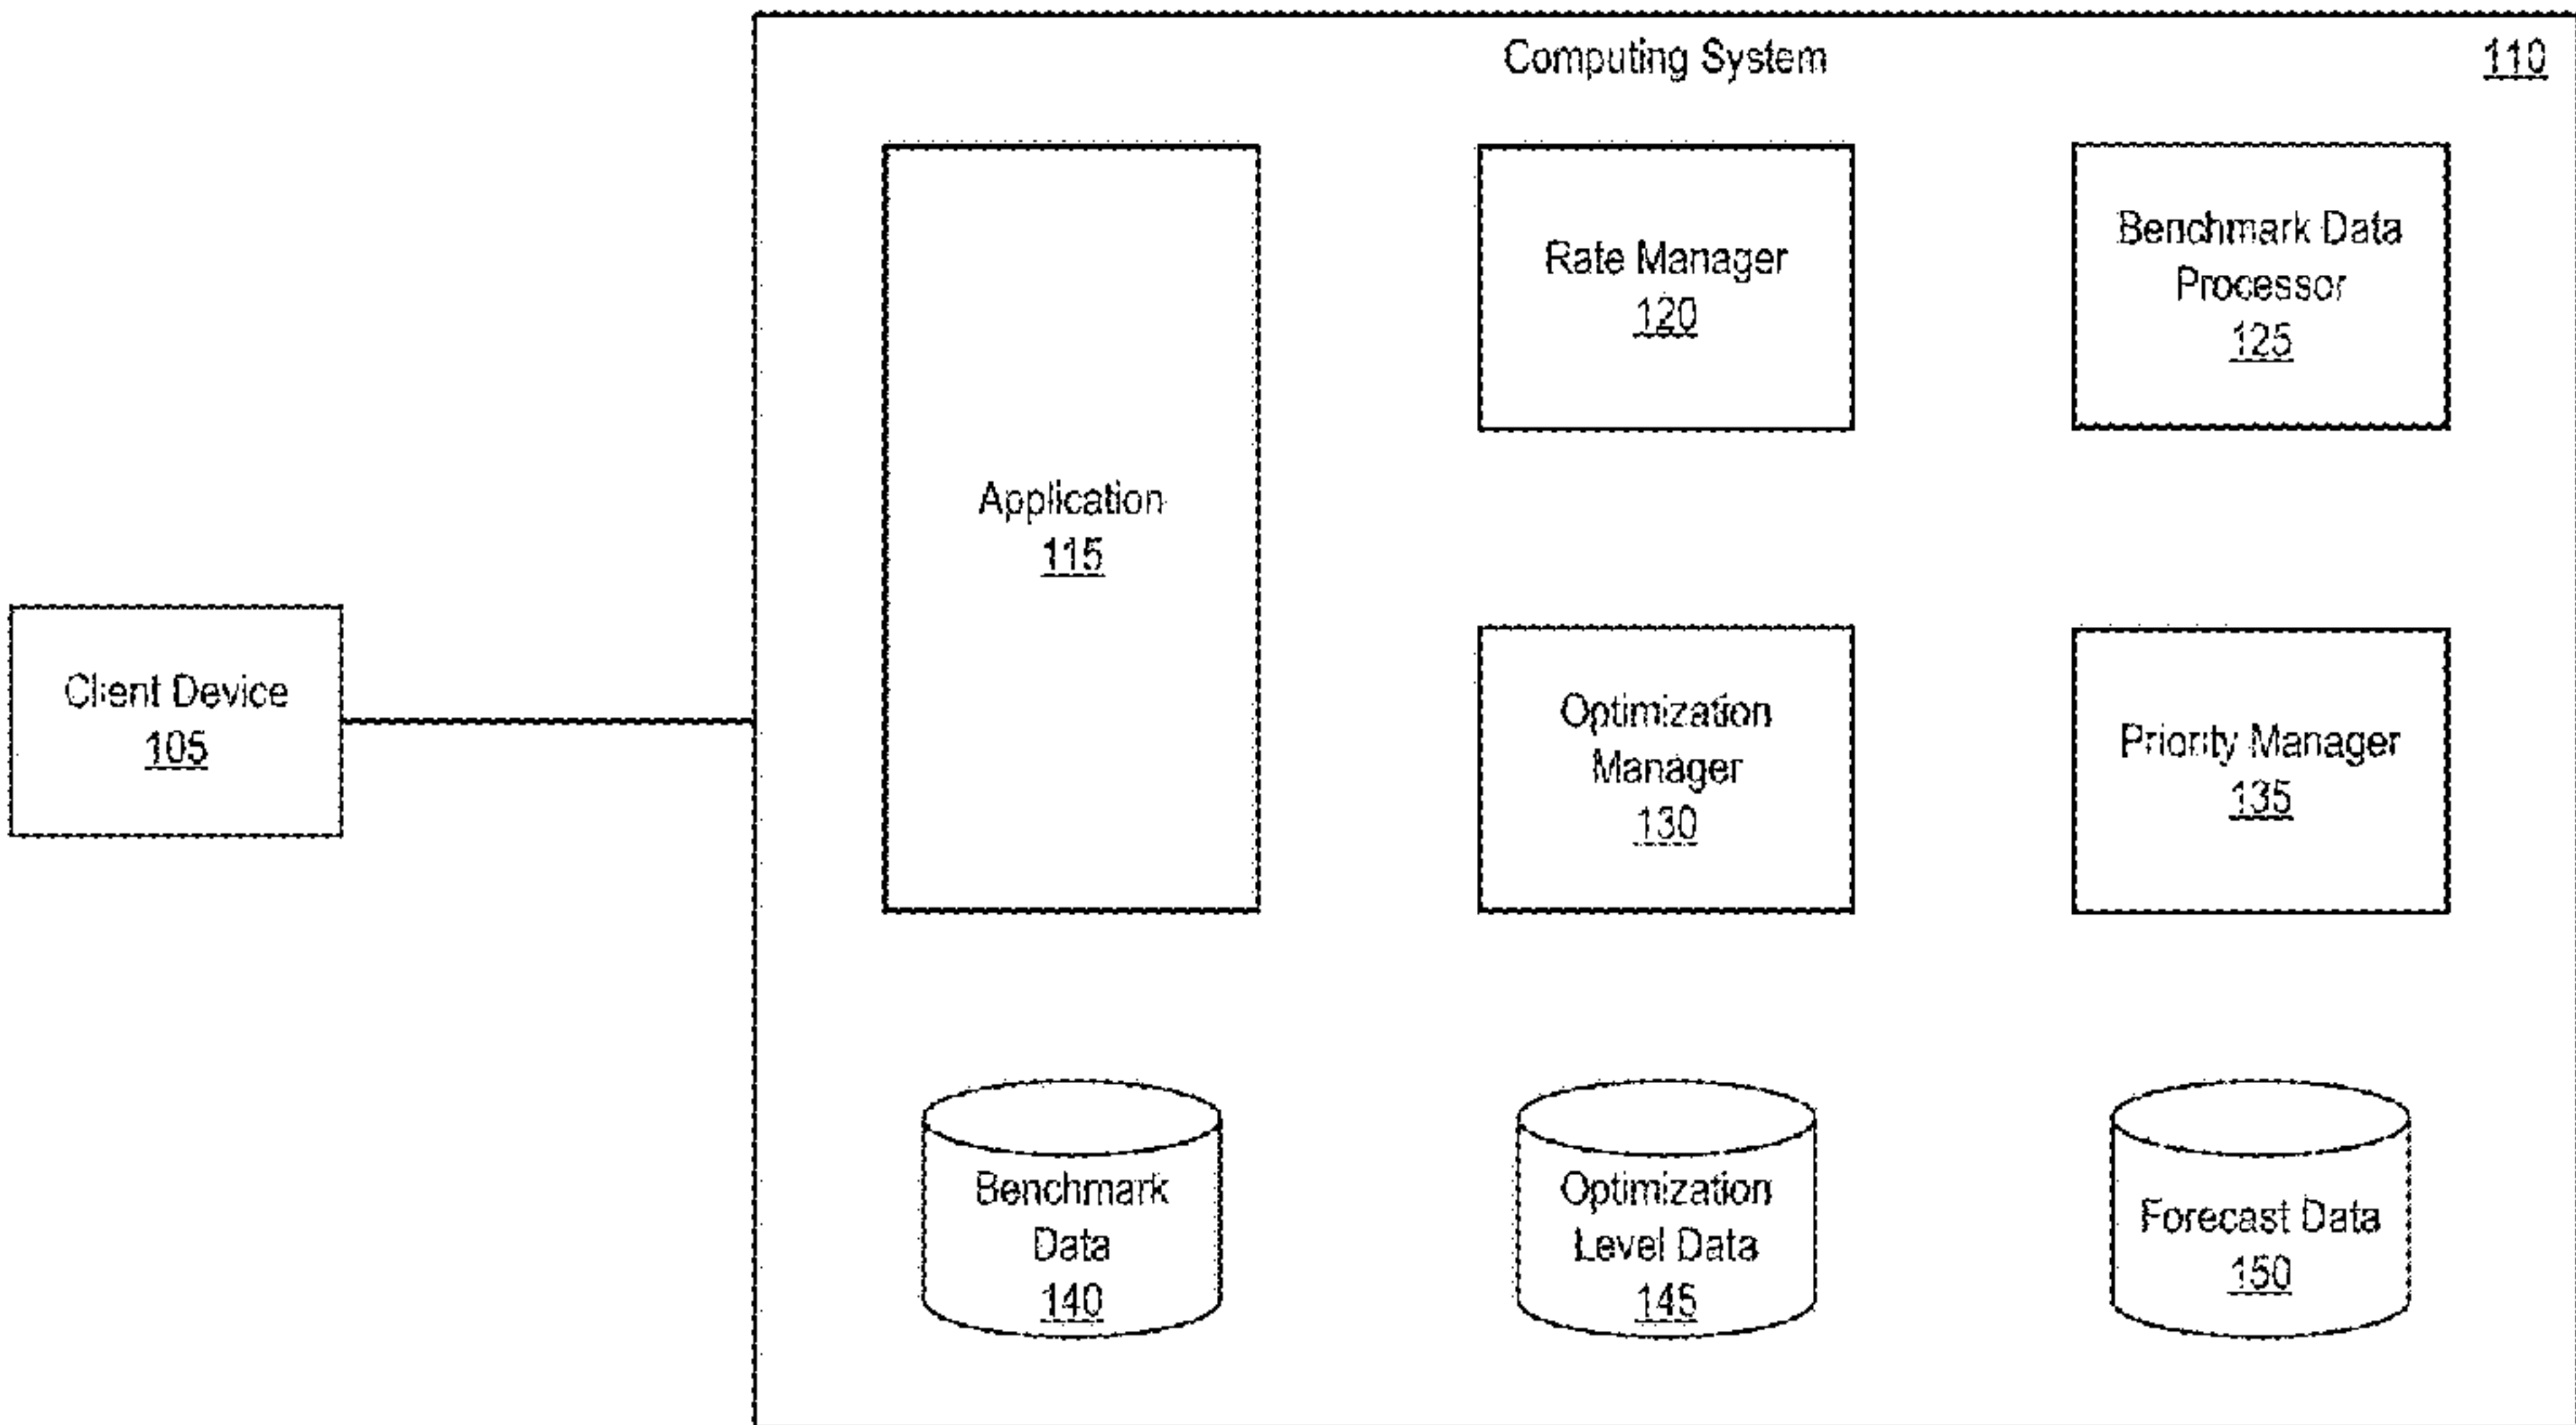 Computing System
110
Application
115
Rate Manager
120
Benchmark Data
Processor
125
Client Device
105
Optimization
Manager
130
Priority Manager
135
Benchmark
Data
140
Optimization
Level Data
145
Forecast Data
150